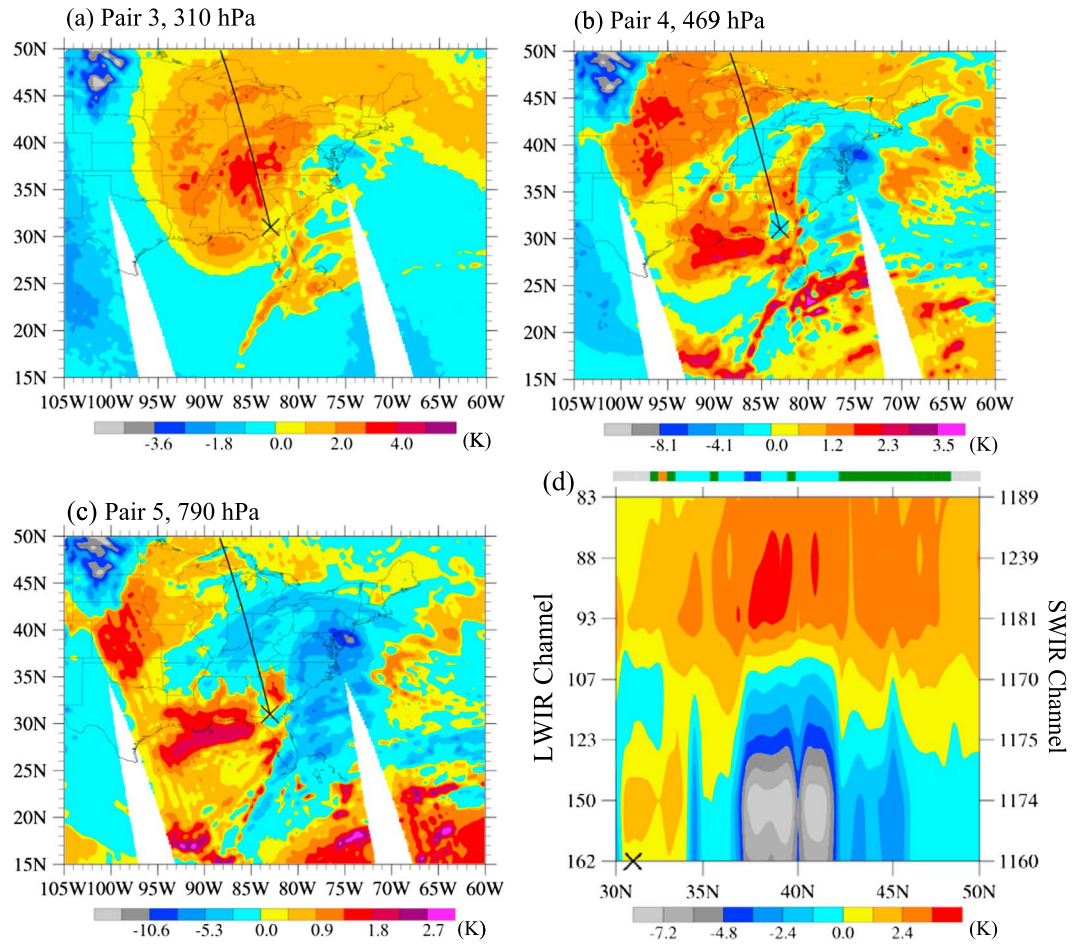 (a) Pair 3, 310 hPa
50N
45N
40N
35N
30N
25N
20N
15N
105W 100W 95W 90W 85W 80W 75W 70W 65W 60W
-3.6 -1.8 0.0 2.0 4.0 (K)
(b) Pair 4, 469 hPa
50N
45N
40N
35N
30N
25N
20N
15N
105W 100W 95W 90W 85W 80W 75W 70W 65W 60W
-8.1 -4.1 0.0 1.2 2.3 3.5 (K)
(c) Pair 5, 790 hPa
50N
45N
40N
35N
30N
25N
20N
15N
105W 100W 95W 90W 85W 80W 75W 70W 65W 60W
-10.6 -5.3 0.0 0.9 1.8 2.7 (K)
(d)
LWIR Channel
83 1189
88 1239
93 1181
107 1170
123 1175
150 1174
162 1160
SWIR Channel
30N 35N 40N 45N 50N
-7.2 -4.8 -2.4 0.0 2.4 (K)